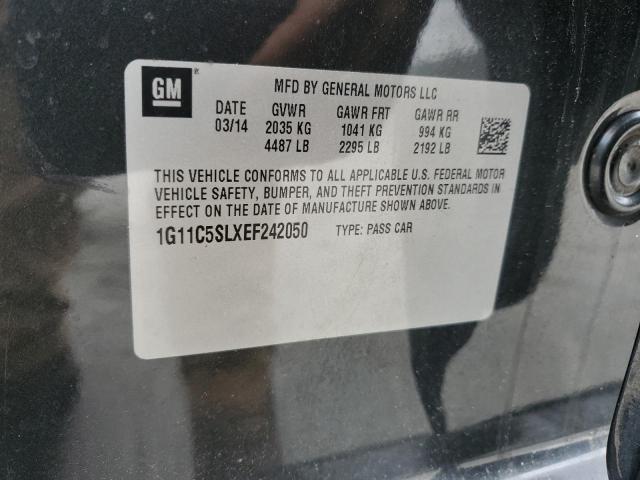 GM ®
MFD BY GENERAL MOTORS LLC
DATE GVWR GAWR FRT GAWR RR
03/14 2035 KG 1041 KG 994 KG
4487 LB 2295 LB 2192 LB
THIS VEHICLE CONFORMS TO ALL APPLICABLE U.S. FEDERAL MOTOR
VEHICLE SAFETY, BUMPER, AND THEFT PREVENTION STANDARDS IN
EFFECT ON THE DATE OF MANUFACTURE SHOWN ABOVE.
1G11C5SLXEF242050 TYPE: PASS CAR